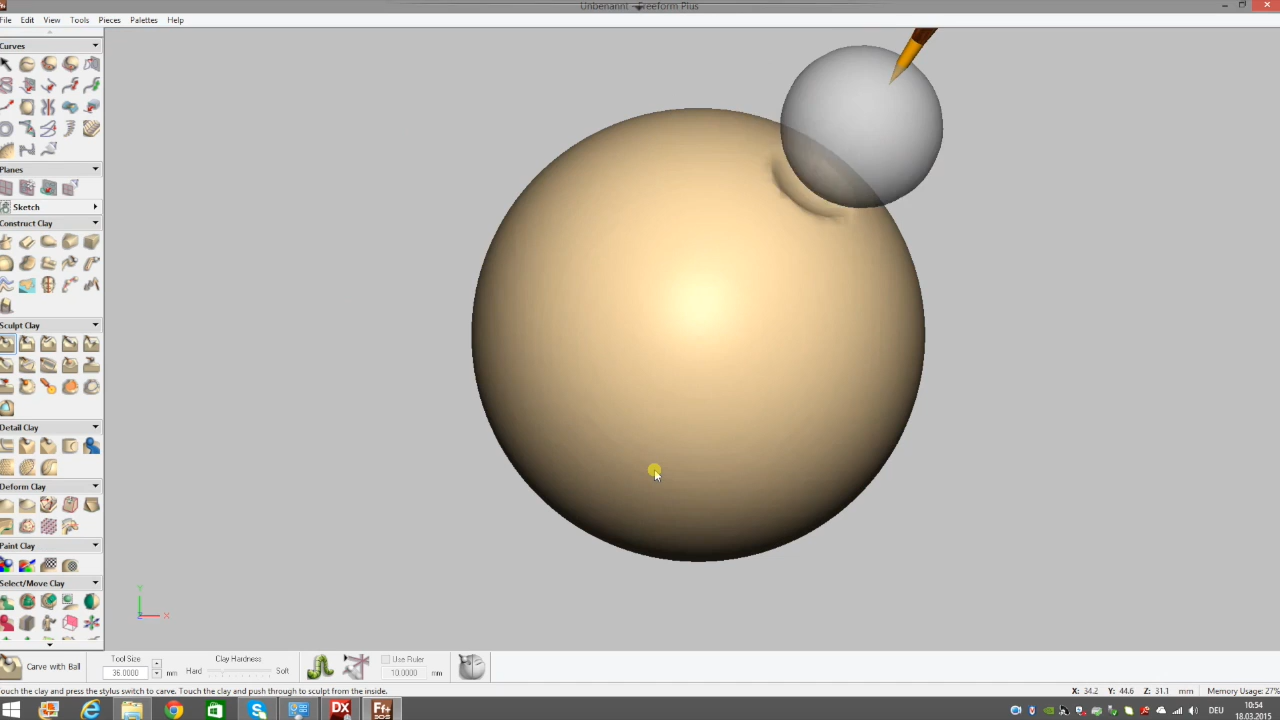 Unbenannt - Freeform Plus
File Edit View Tools Pieces Palettes Help
Curves
Planes
Sketch
Construct Clay
Sculpt Clay
Detail Clay
Deform Clay
Paint Clay
Select/Move Clay
Y
X
Z
Carve with Ball
Tool Size
36.0000 mm
Clay Hardness
Hard Soft
Use Ruler
10.0000 mm
Touch the clay and press the stylus switch to carve. Touch the clay and push through to sculpt from the inside.
X: 34.2 Y: 44.6 Z: 31.1 mm Memory Usage: 27%
DX
Ff+
DEU
10:54
18.03.2015